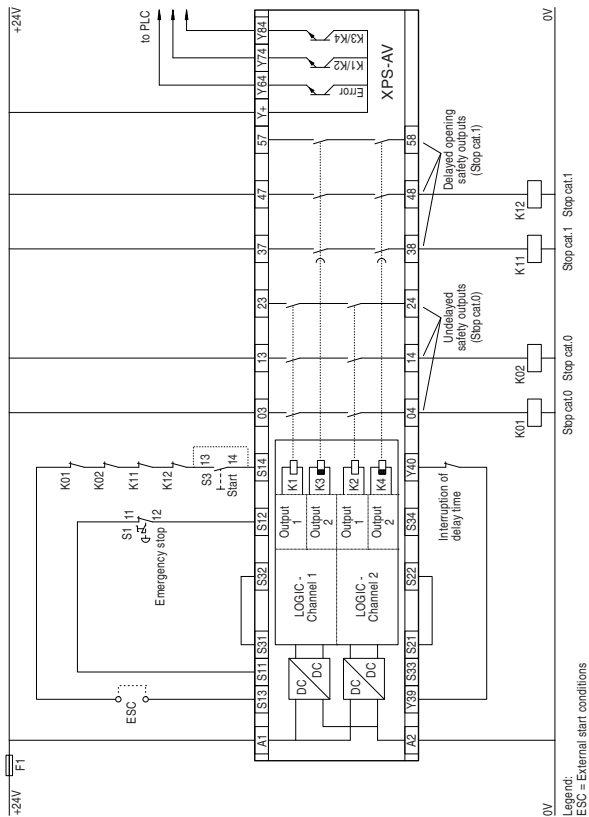 +24V
+24V
F1
to PLC
ESC
K01
K02
K11
K12
S3
13
14
Start
S1
11
12
Emergency stop
A1
S13
S11
S31
S32
S12
S14
03
13
23
37
47
57
Y+
Y64
Y74
Y84
DC
DC
DC
DC
LOGIC -
Channel 1
LOGIC -
Channel 2
Output
1
Output
2
Output
1
Output
2
K1
K3
K2
K4
Error
K1/K2
K3/K4
XPS-AV
A2
Y39
S33
S21
S22
S34
Y40
04
14
24
38
48
58
Interruption of
delay time
Undelayed
safety outputs
(Stop cat.0)
Delayed opening
safety outputs
(Stop cat.1)
K01
K02
K11
K12
0V
0V
Stop cat.0
Stop cat.0
Stop cat.1
Stop cat.1
Legend:
ESC = External start conditions